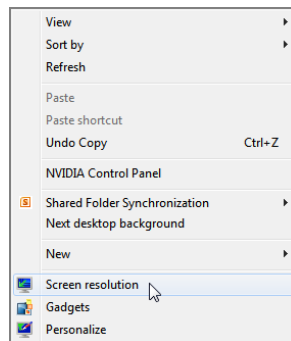 View
Sort by
Refresh
Paste
Paste shortcut
Undo Copy Ctrl+Z
NVIDIA Control Panel
S Shared Folder Synchronization
Next desktop background
New
Screen resolution
Gadgets
Personalize